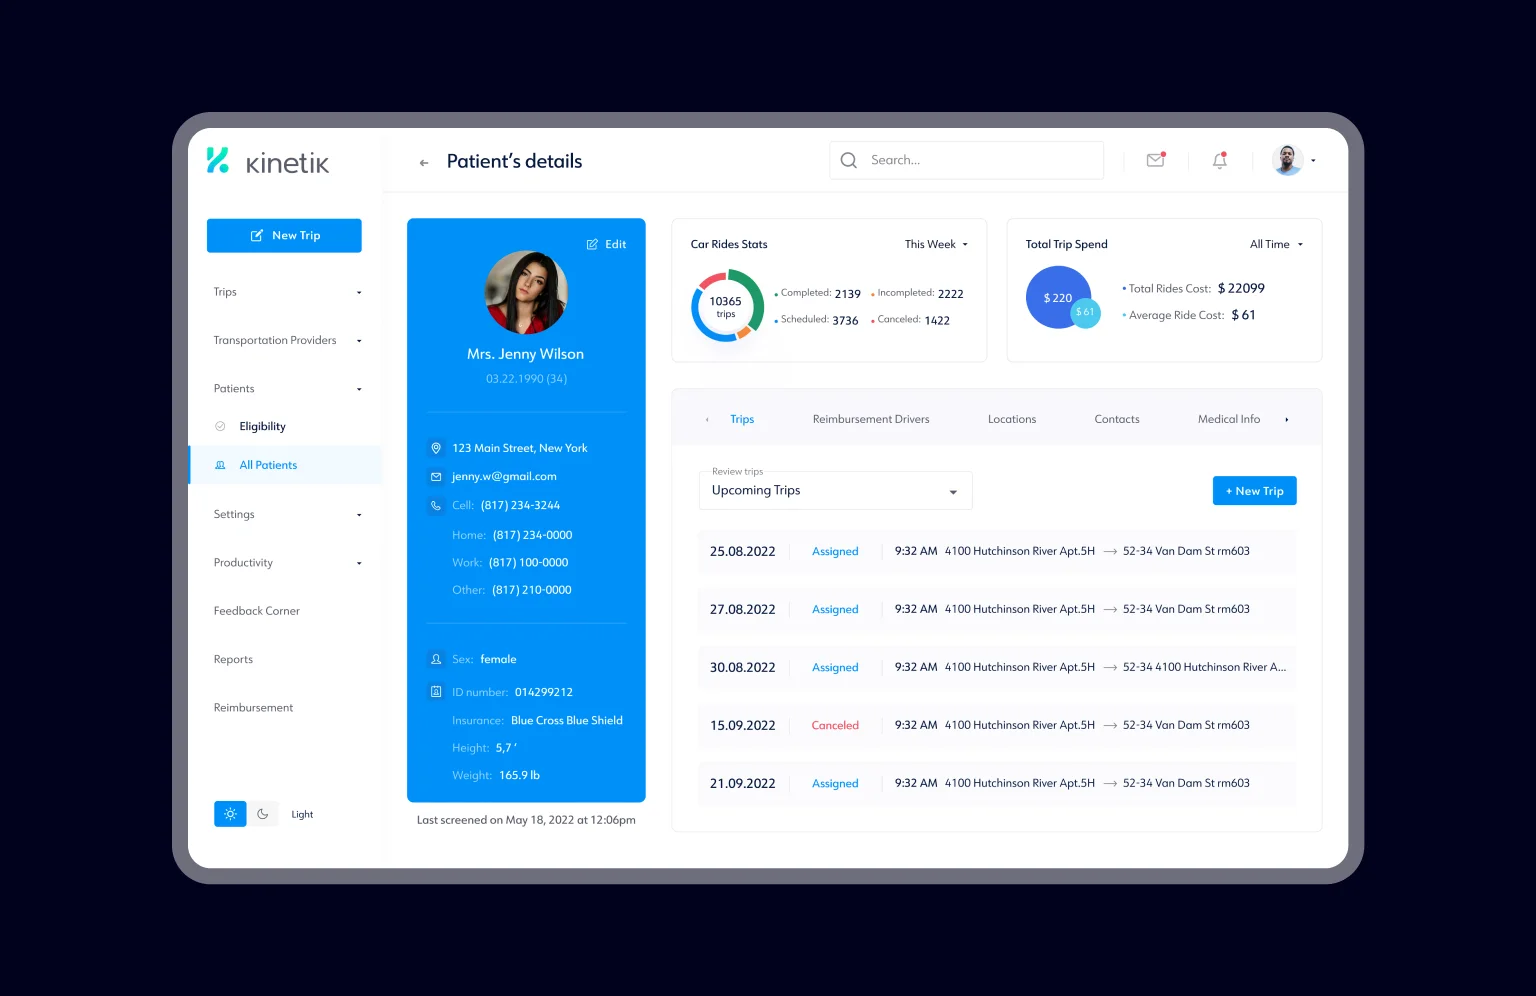 kinetik
← Patient's details
Search...
New Trip
Trips
Transportation Providers
Patients
Eligibility
All Patients
Settings
Productivity
Feedback Corner
Reports
Reimbursement
Light
Edit
Mrs. Jenny Wilson
03.22.1990 (34)
123 Main Street, New York
jenny.w@gmail.com
Cell: (817) 234-3244
Home: (817) 234-0000
Work: (817) 100-0000
Other: (817) 210-0000
Sex: female
ID number: 014299212
Insurance: Blue Cross Blue Shield
Height: 5,7 ′
Weight: 165.9 lb
Last screened on May 18, 2022 at 12:06pm
Car Rides Stats This Week
10365
trips
Completed: 2139 Incompleted: 2222
Scheduled: 3736 Canceled: 1422
Total Trip Spend All Time
$ 220
$ 61
Total Rides Cost: $ 22099
Average Ride Cost: $ 61
Trips Reimbursement Drivers Locations Contacts Medical Info
Review trips
Upcoming Trips
+ New Trip
25.08.2022 Assigned 9:32 AM 4100 Hutchinson River Apt.5H → 52-34 Van Dam St rm603
27.08.2022 Assigned 9:32 AM 4100 Hutchinson River Apt.5H → 52-34 Van Dam St rm603
30.08.2022 Assigned 9:32 AM 4100 Hutchinson River Apt.5H → 52-34 4100 Hutchinson River A...
15.09.2022 Canceled 9:32 AM 4100 Hutchinson River Apt.5H → 52-34 Van Dam St rm603
21.09.2022 Assigned 9:32 AM 4100 Hutchinson River Apt.5H → 52-34 Van Dam St rm603